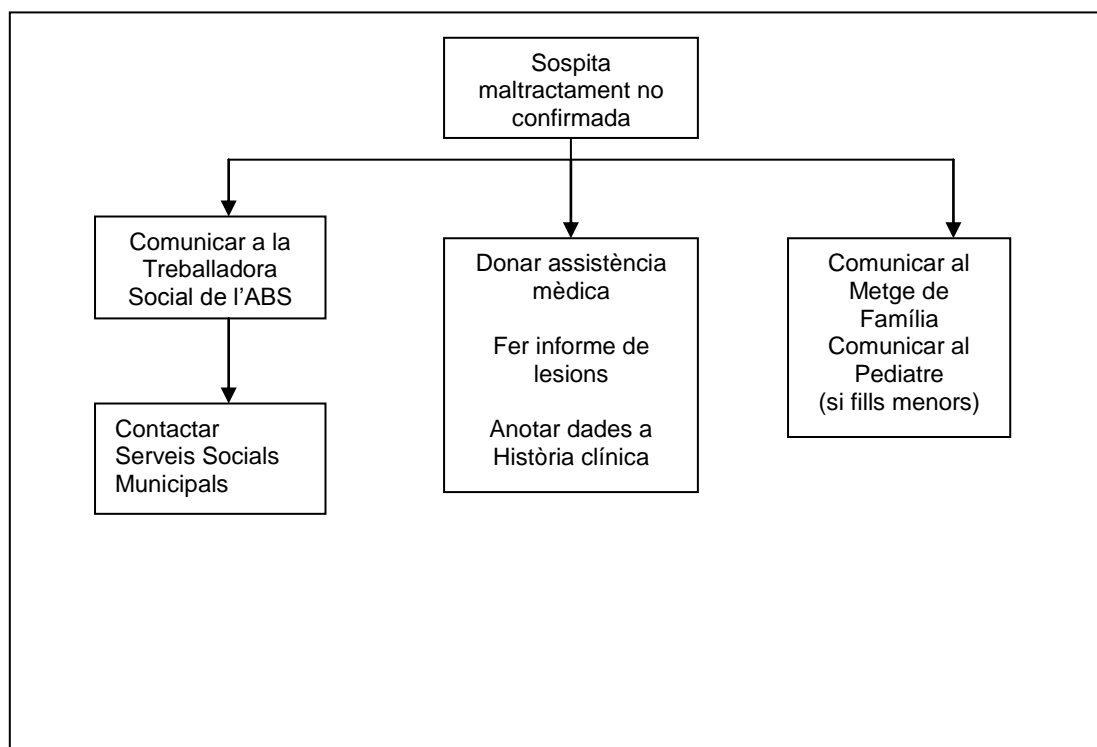 Sospita
maltractament no
confirmada
Comunicar a la
Treballadora
Social de l’ABS
Contactar
Serveis Socials
Municipals
Donar assistència
mèdica
Fer informe de
lesions
Anotar dades a
Història clínica
Comunicar al
Metge de
Família
Comunicar al
Pediatre
(si fills menors)